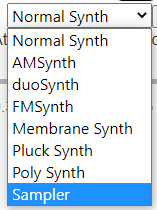 Normal Synth
Normal Synth
AMSynth
duoSynth
FMSynth
Membrane Synth
Pluck Synth
Poly Synth
Sampler